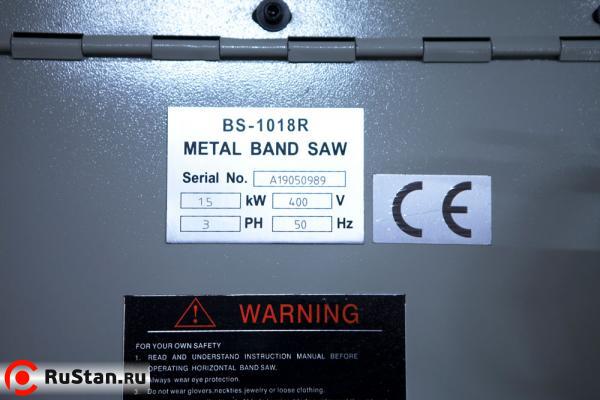 BS-1018R
METAL BAND SAW
Serial No. A19050989
15 kW 400 V
3 PH 50 Hz
CE
WARNING
FOR YOUR OWN SAFETY
1. READ AND UNDERSTAND INSTRUCTION MANUAL BEFORE
OPERATING HORIZONTAL BAND SAW.
Always wear eye protection.
3. Do not wear glovers, neckties, jewelry or loose clothing.
RuStan.ru